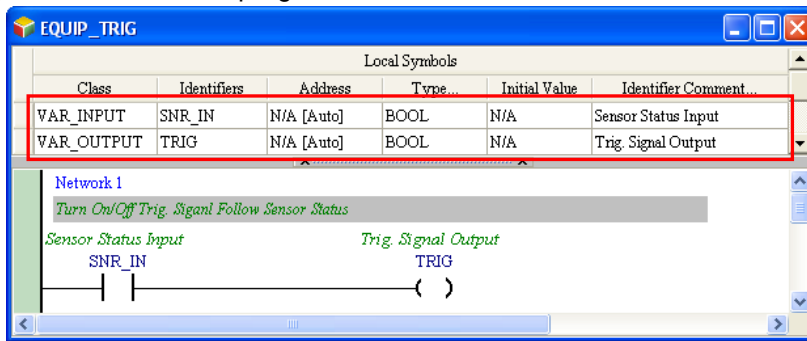 EQUIP_TRIG
Local Symbols
Class Identifiers Address Type... Initial Value Identifier Comment...
VAR_INPUT SNR_IN N/A [Auto] BOOL N/A Sensor Status Input
VAR_OUTPUT TRIG N/A [Auto] BOOL N/A Trig. Signal Output
Network 1
Turn On/Off Trig. Siganl Follow Sensor Status
Sensor Status Input Trig. Signal Output
SNR_IN TRIG